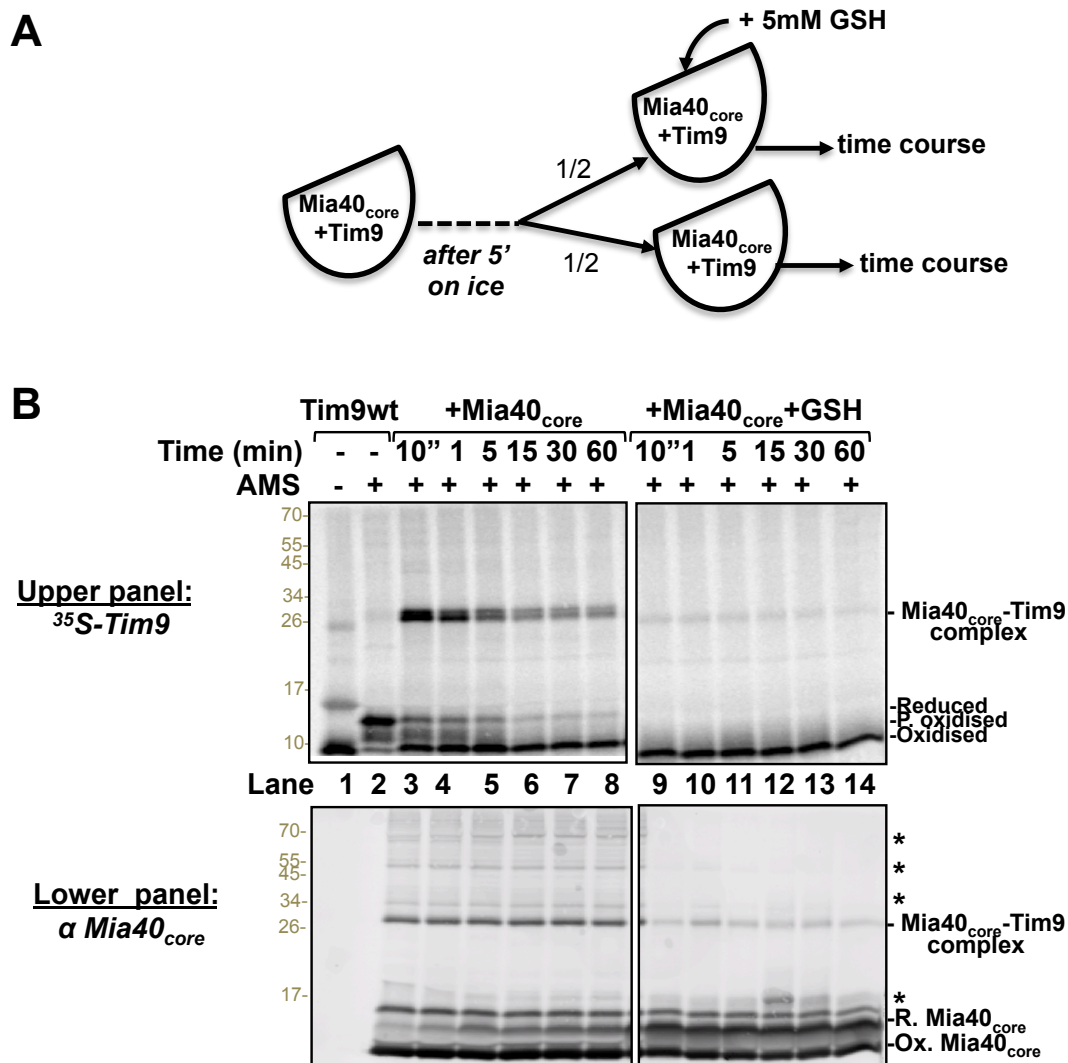 A
+ 5mM GSH
Mia40core
+Tim9
time course
1/2
Mia40core
+Tim9
after 5’
on ice
1/2
Mia40core
+Tim9
time course
B
Tim9wt +Mia40core +Mia40core+GSH
Time (min) - - 10” 1 5 15 30 60 10” 1 5 15 30 60
AMS - + + + + + + + + + + + + +
70-
55-
45-
34-
26-
17-
10-
Upper panel:
35S-Tim9
- Mia40core-Tim9
complex
-Reduced
-P. oxidised
-Oxidised
Lane 1 2 3 4 5 6 7 8 9 10 11 12 13 14
70-
55-
45-
34-
26-
17-
Lower panel:
α Mia40core
*
*
*
- Mia40core-Tim9
complex
*
-R. Mia40core
-Ox. Mia40core